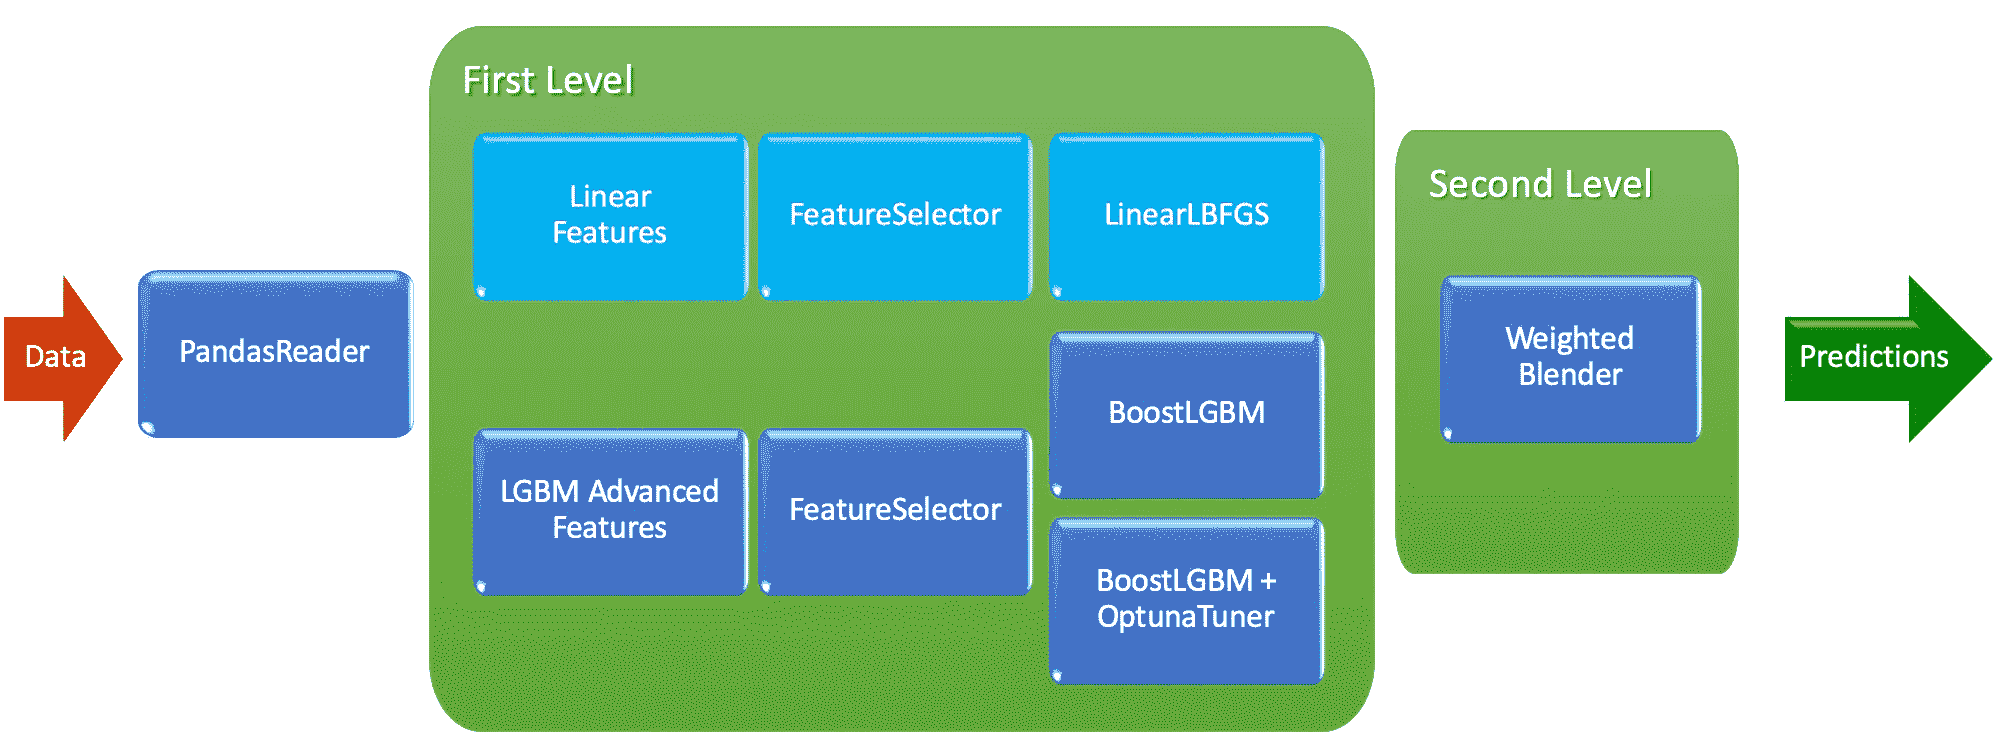 Data
PandasReader
First Level
Linear
Features
FeatureSelector
LinearLBFGS
LGBM Advanced
Features
FeatureSelector
BoostLGBM
BoostLGBM +
OptunaTuner
Second Level
Weighted
Blender
Predictions